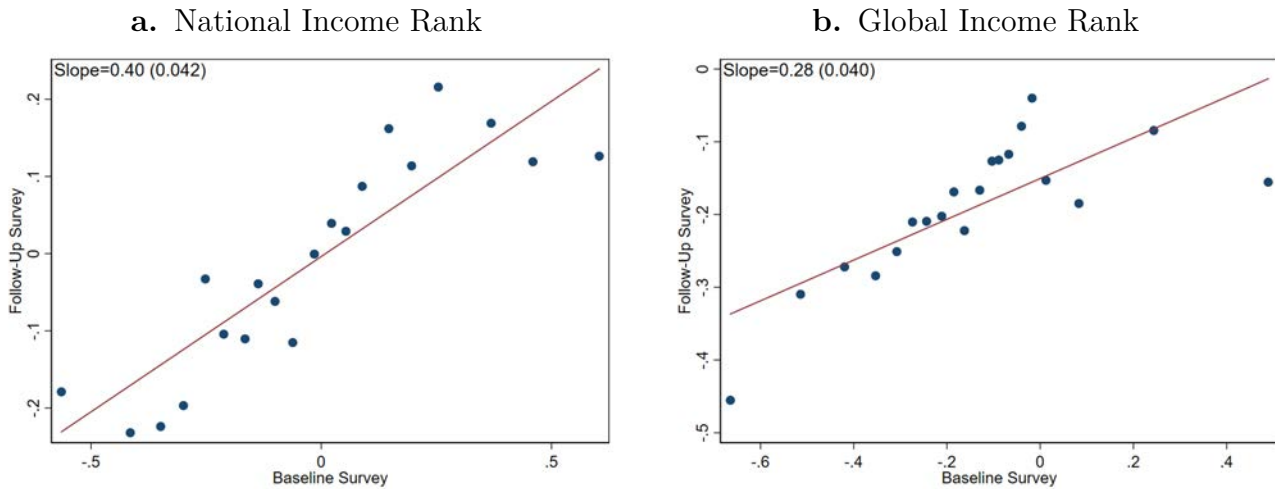 a. National Income Rank
Slope=0.40 (0.042)
.2
.1
0
-.1
-.2
Follow-Up Survey
-.5
0
.5
Baseline Survey
b. Global Income Rank
Slope=0.28 (0.040)
0
-.1
-.2
-.3
-.4
-.5
Follow-Up Survey
-.6
-.4
-.2
0
.2
.4
Baseline Survey